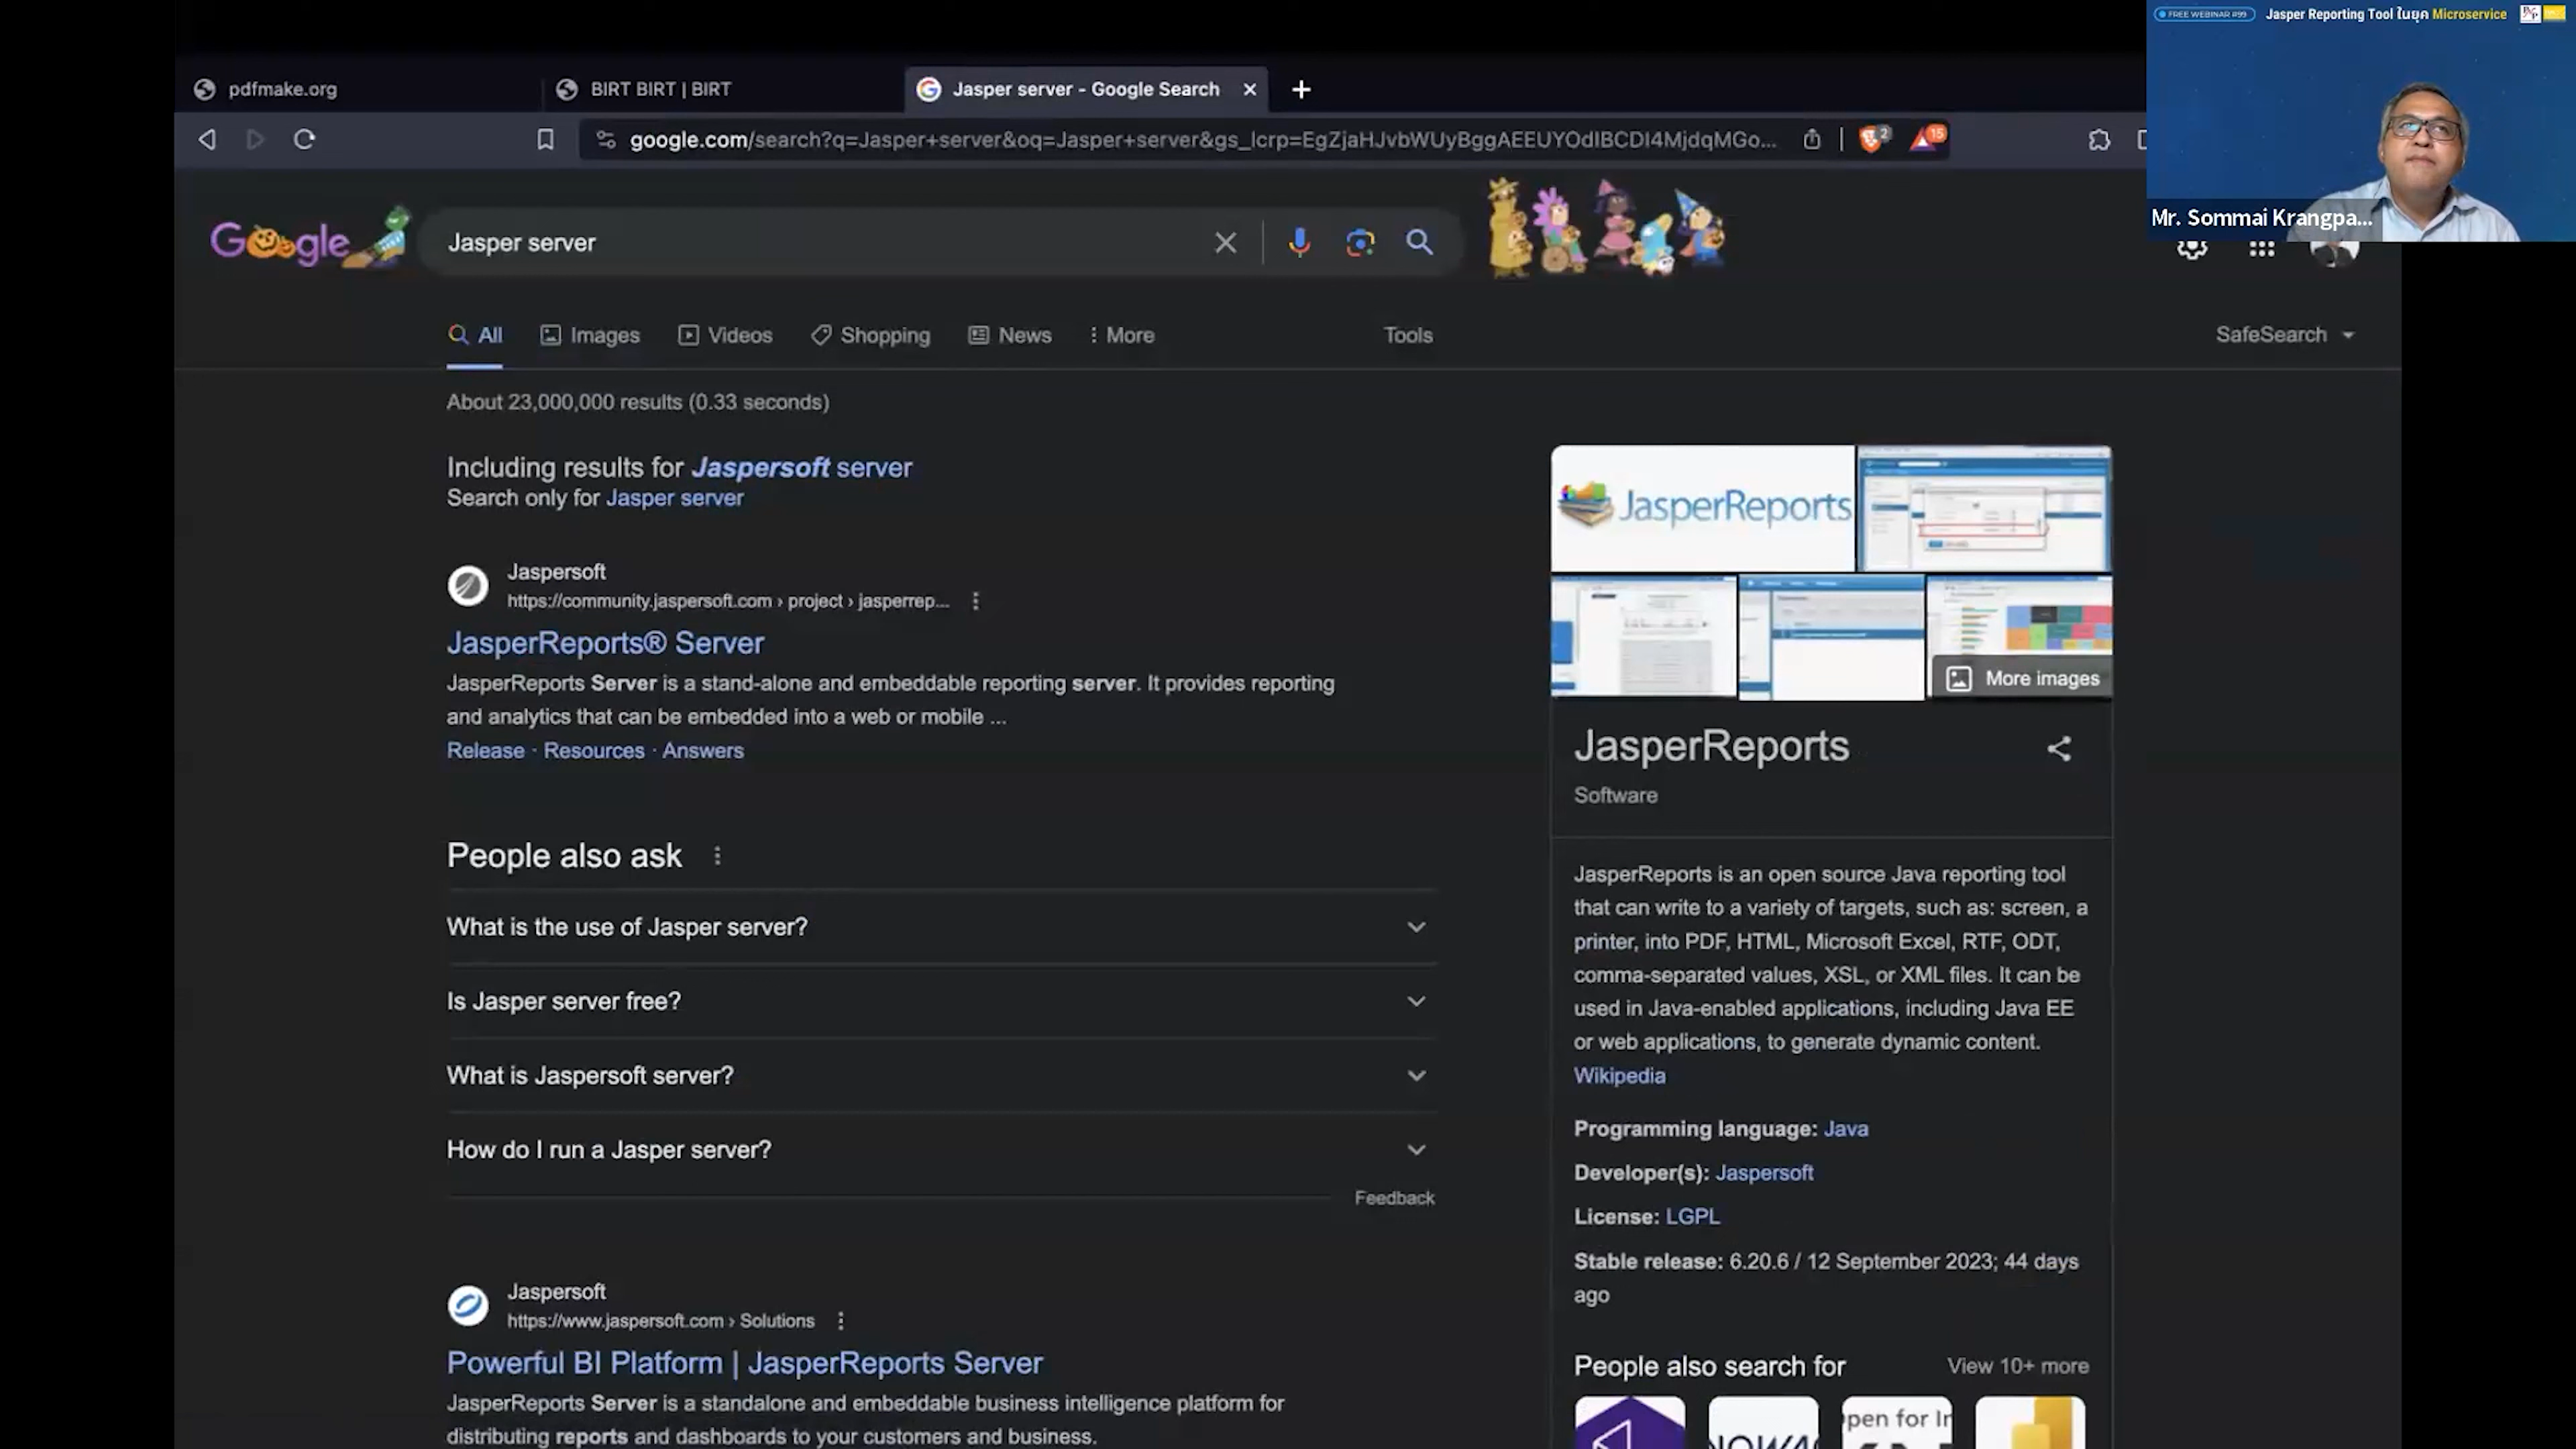 FREE WEBINAR #99
Jasper Reporting Tool ในยุค Microservice
Mr. Sommai Krangpa...
pdfmake.org
BIRT BIRT | BIRT
Jasper server - Google Search
google.com/search?q=Jasper+server&oq=Jasper+server&gs_lcrp=EgZjaHJvbWUyBggAEEUYOdIBCDI4MjdqMGo...
2
15
Google
Jasper server
All
Images
Videos
Shopping
News
More
Tools
SafeSearch
About 23,000,000 results (0.33 seconds)
Including results for Jaspersoft server
Search only for Jasper server
Jaspersoft
https://community.jaspersoft.com › project › jasperrep...
JasperReports® Server
JasperReports Server is a stand-alone and embeddable reporting server. It provides reporting
and analytics that can be embedded into a web or mobile ...
Release · Resources · Answers
People also ask
What is the use of Jasper server?
Is Jasper server free?
What is Jaspersoft server?
How do I run a Jasper server?
Feedback
Jaspersoft
https://www.jaspersoft.com › Solutions
Powerful BI Platform | JasperReports Server
JasperReports Server is a standalone and embeddable business intelligence platform for
distributing reports and dashboards to your customers and business.
JasperReports
More images
JasperReports
Software
JasperReports is an open source Java reporting tool
that can write to a variety of targets, such as: screen, a
printer, into PDF, HTML, Microsoft Excel, RTF, ODT,
comma-separated values, XSL, or XML files. It can be
used in Java-enabled applications, including Java EE
or web applications, to generate dynamic content.
Wikipedia
Programming language: Java
Developer(s): Jaspersoft
License: LGPL
Stable release: 6.20.6 / 12 September 2023; 44 days
ago
People also search for
View 10+ more